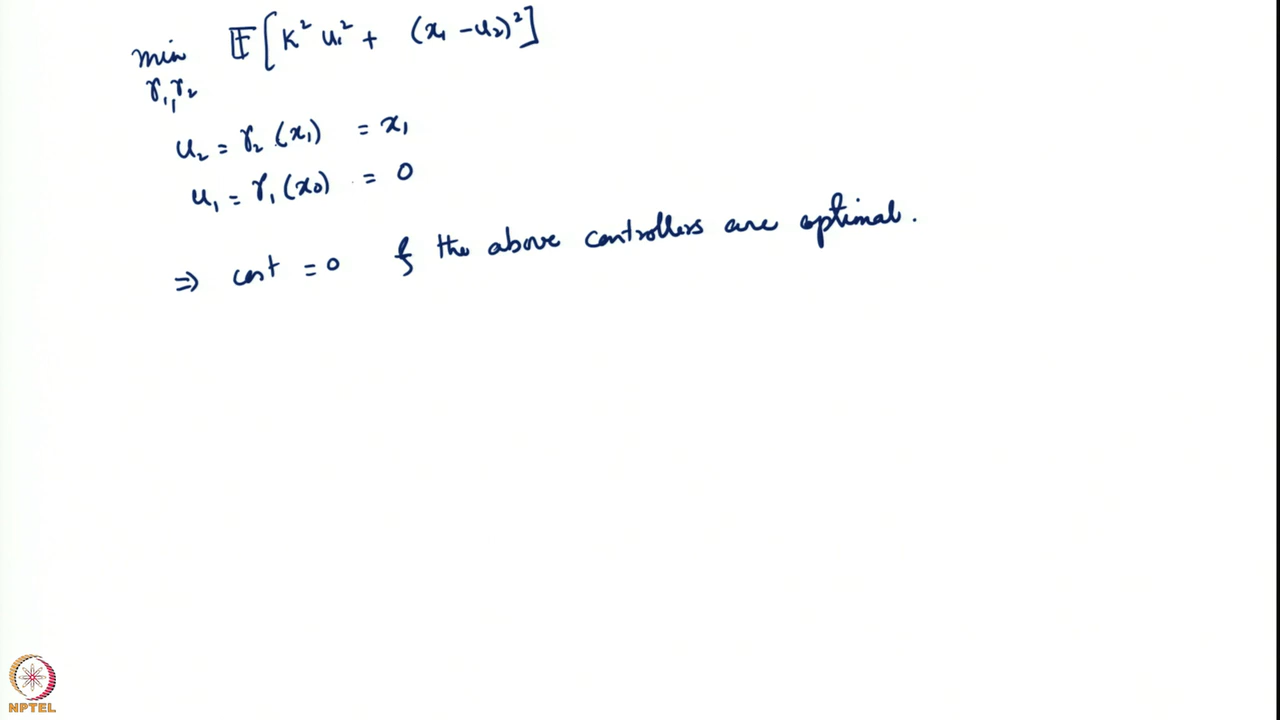 min 𝔼[K² u₁² + (x₁ - u₂)²]
γ₁, γ₂
u₂ = γ₂ (x₁) = x₁
u₁ = γ₁ (x₀) = 0
⇒ cost = 0 & the above controllers are optimal.
NPTEL